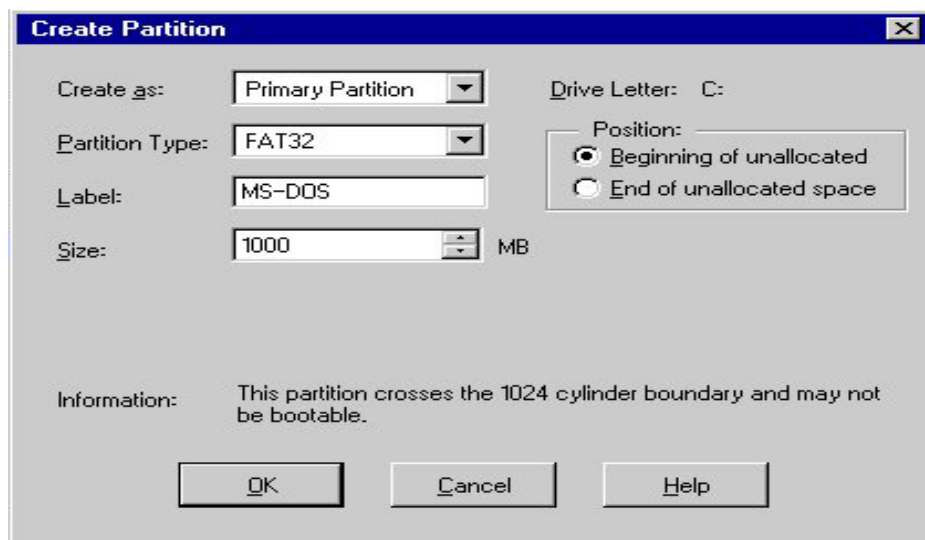 Create Partition
Create as: Primary Partition Drive Letter: C:
Partition Type: FAT32 Position:
Beginning of unallocated
Label: MS-DOS End of unallocated space
Size: 1000 MB
Information: This partition crosses the 1024 cylinder boundary and may not
be bootable.
OK Cancel Help